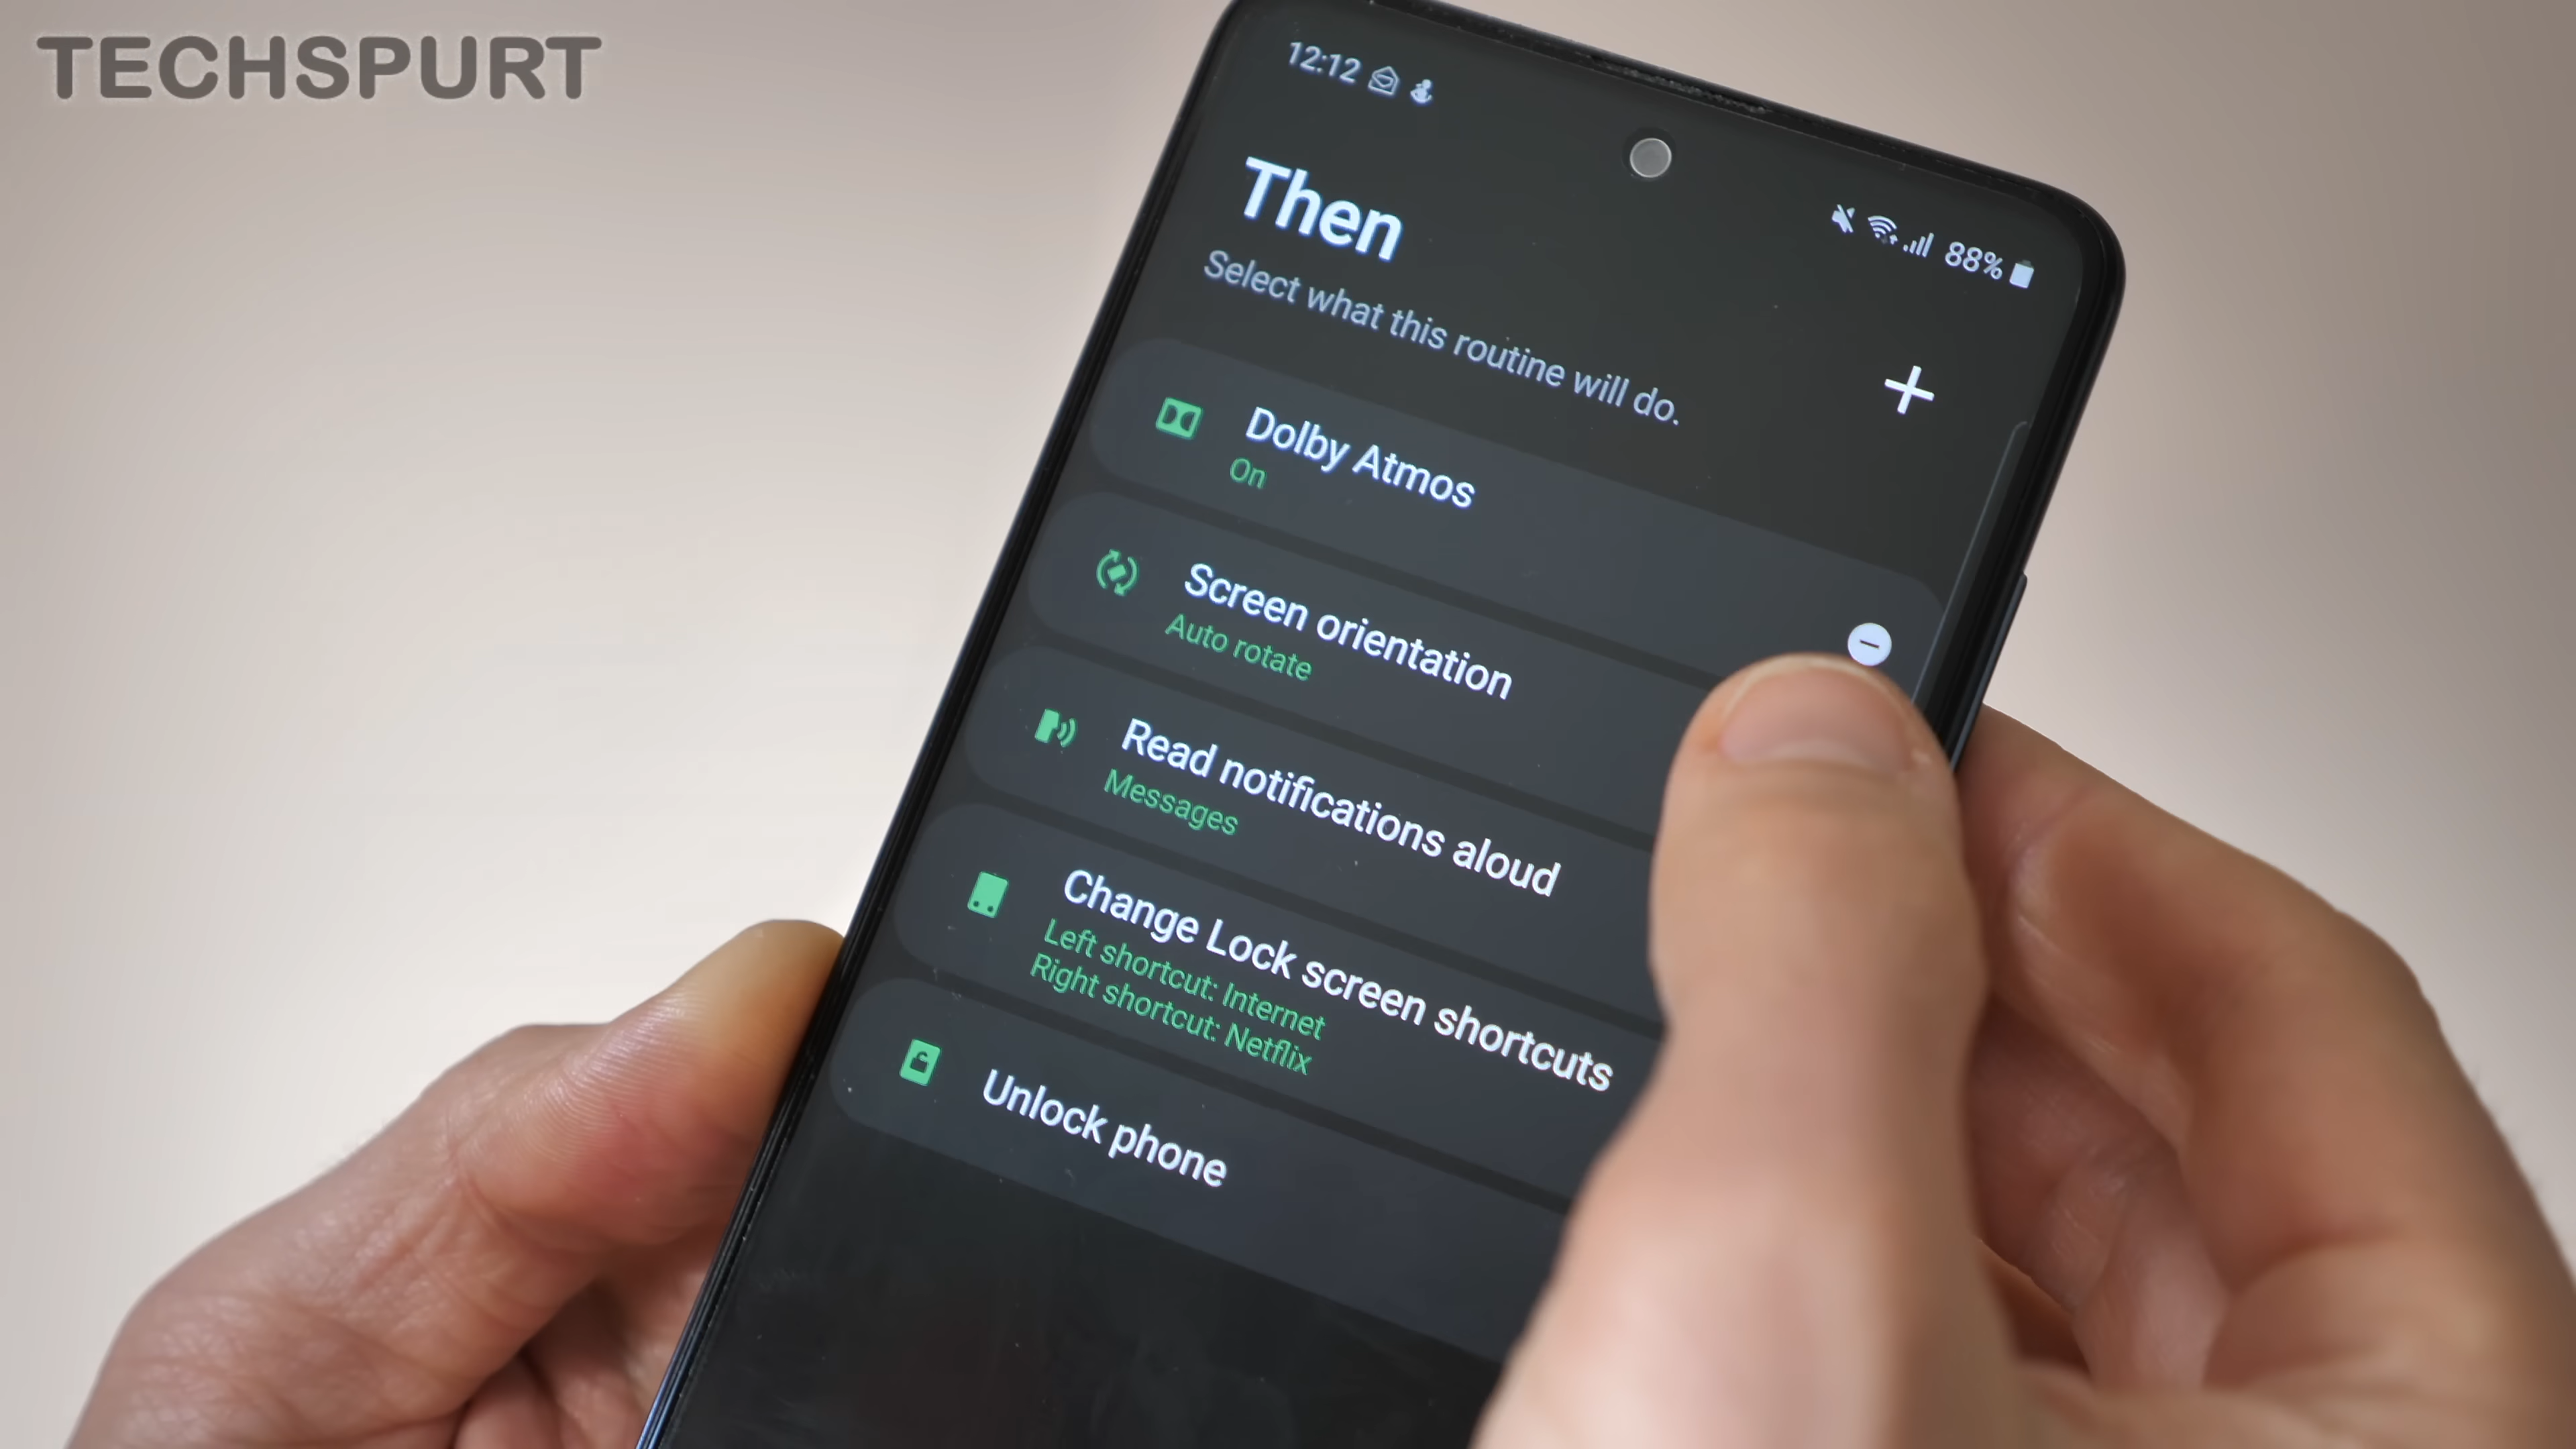 TECHSPURT
12:12
88%
Then
Select what this routine will do.
Dolby Atmos
On
Screen orientation
Auto rotate
Read notifications aloud
Messages
Change Lock screen shortcuts
Left shortcut: Internet
Right shortcut: Netflix
Unlock phone